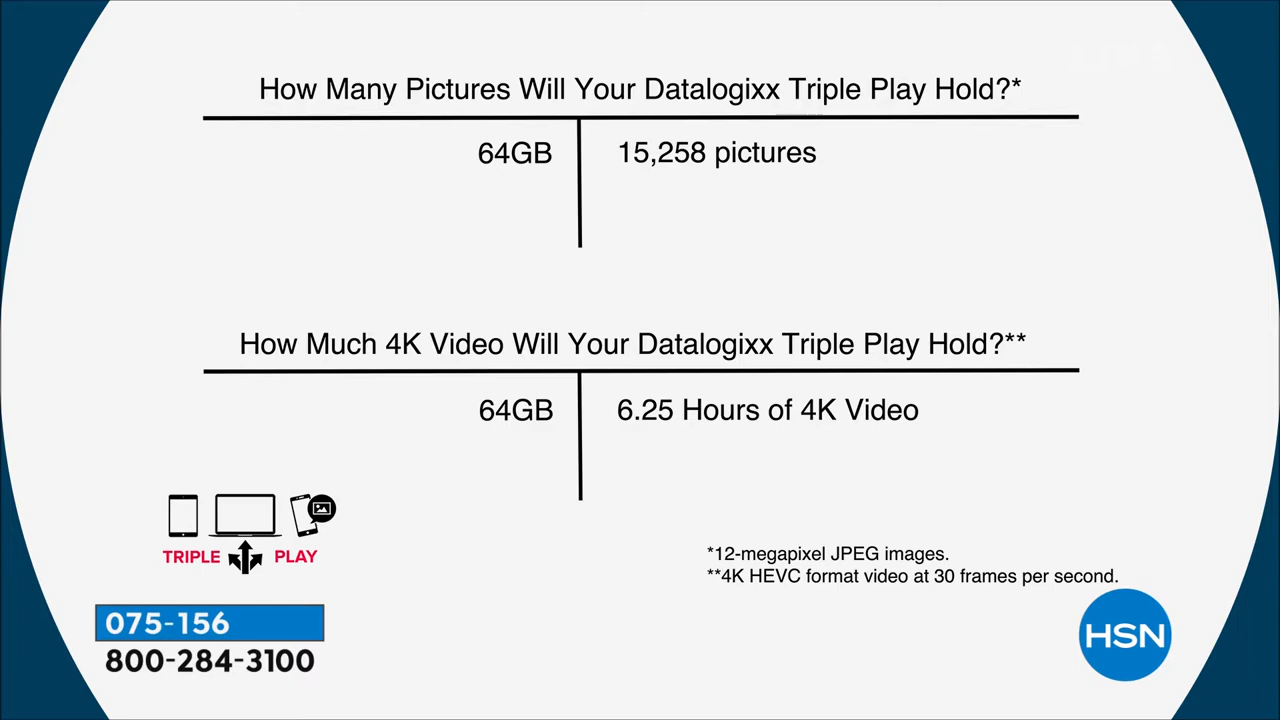 How Many Pictures Will Your Datalogixx Triple Play Hold?*
64GB 15,258 pictures
How Much 4K Video Will Your Datalogixx Triple Play Hold?**
64GB 6.25 Hours of 4K Video
TRIPLE PLAY
*12-megapixel JPEG images.
**4K HEVC format video at 30 frames per second.
075-156
800-284-3100
HSN